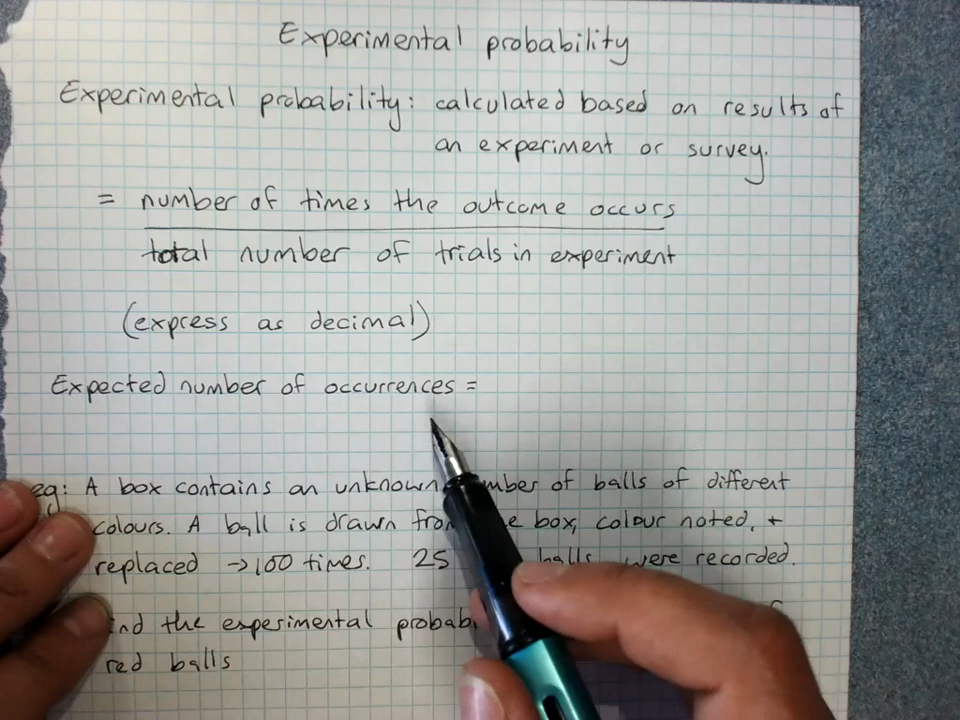 Experimental probability
Experimental probability: calculated based on results of
an experiment or survey.
= number of times the outcome occurs
total number of trials in experiment
(express as decimal)
Expected number of occurrences =
eg: A box contains an unknown number of balls of different
colours. A ball is drawn from the box, colour noted, +
replaced → 100 times. 25 balls were recorded.
the experimental
red balls